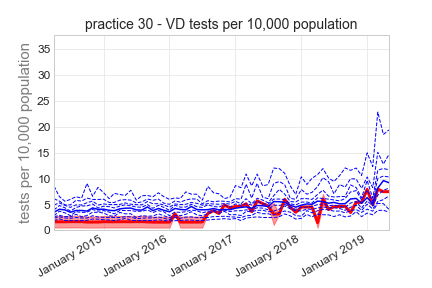 practice 30 - VD tests per 10,000 population
tests per 10,000 population
35
30
25
20
15
10
5
0
January 2015
January 2016
January 2017
January 2018
January 2019